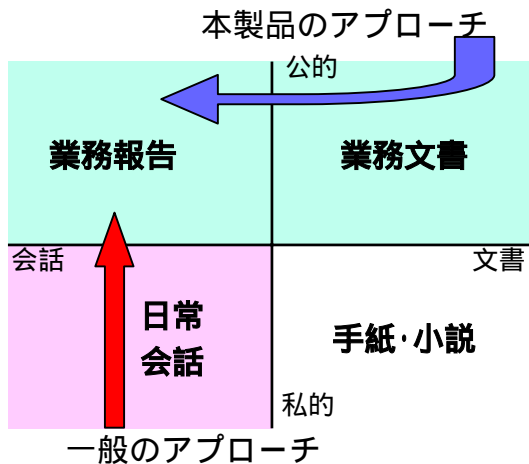 本製品のアプローチ
公的
業務報告
業務文書
会話
文書
日常
会話
手紙・小説
私的
一般のアプローチ